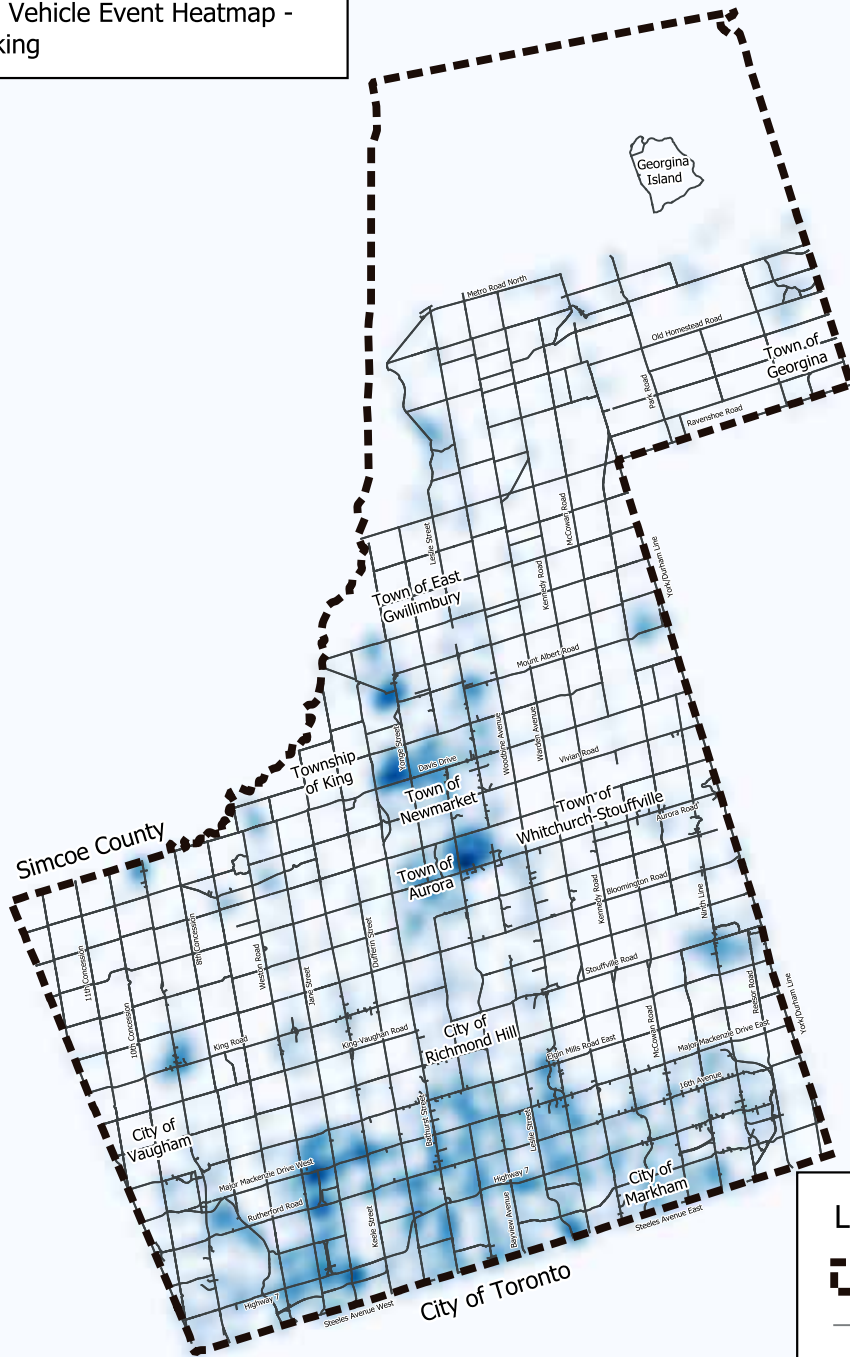 Vehicle Event Heatmap -
king
Georgina
Island
Metro Road North
Old Homestead Road
Town of
Georgina
Park Road
Ravenshoe Road
McCowan Road
Leslie Street
York/Durham Line
Kennedy Road
Town of East
Gwillimbury
Mount Albert Road
Yonge Street
Woodbine Avenue
Warden Avenue
Township
of King
Davis Drive
Vivian Road
Town of
Newmarket
Town of
Whitchurch-Stouffville
Aurora Road
Simcoe County
Town of
Aurora
Kennedy Road
Bloomington Road
Ninth Line
8th Concession
Dufferin Street
11th Concession
Weston Road
Jane Street
Stouffville Road
Reesor Road
York/Durham Line
10th Concession
King Road
King-Vaughan Road
City of
Richmond Hill
Elgin Mills Road East
McCowan Road
Major Mackenzie Drive East
16th Avenue
City of
Vaugham
Bathurst Street
Leslie Street
Major Mackenzie Drive West
Highway 7
City of
Markham
Rutherford Road
Keele Street
Bayview Avenue
Steeles Avenue East
Highway 7
Steeles Avenue West
City of Toronto
L